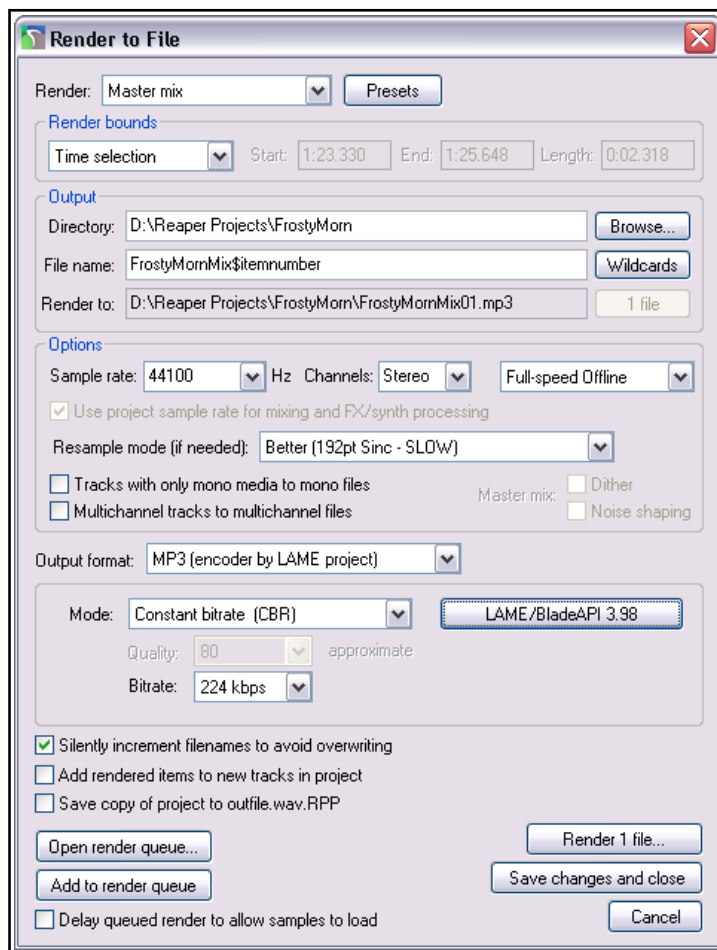 Render to File
Render: Master mix Presets
Render bounds
Time selection Start: 1:23.330 End: 1:25.648 Length: 0:02.318
Output
Directory: D:\Reaper Projects\FrostyMorn Browse...
File name: FrostyMornMix$itemnumber Wildcards
Render to: D:\Reaper Projects\FrostyMorn\FrostyMornMix01.mp3 1 file
Options
Sample rate: 44100 Hz Channels: Stereo Full-speed Offline
Use project sample rate for mixing and FX/synth processing
Resample mode (if needed): Better (192pt Sinc - SLOW)
Tracks with only mono media to mono files
Master mix: Dither
Multichannel tracks to multichannel files
Noise shaping
Output format: MP3 (encoder by LAME project)
Mode: Constant bitrate (CBR) LAME/BladeAPI 3.98
Quality: 80 approximate
Bitrate: 224 kbps
Silently increment filenames to avoid overwriting
Add rendered items to new tracks in project
Save copy of project to outfile.wav.RPP
Open render queue... Render 1 file...
Add to render queue Save changes and close
Delay queued render to allow samples to load Cancel